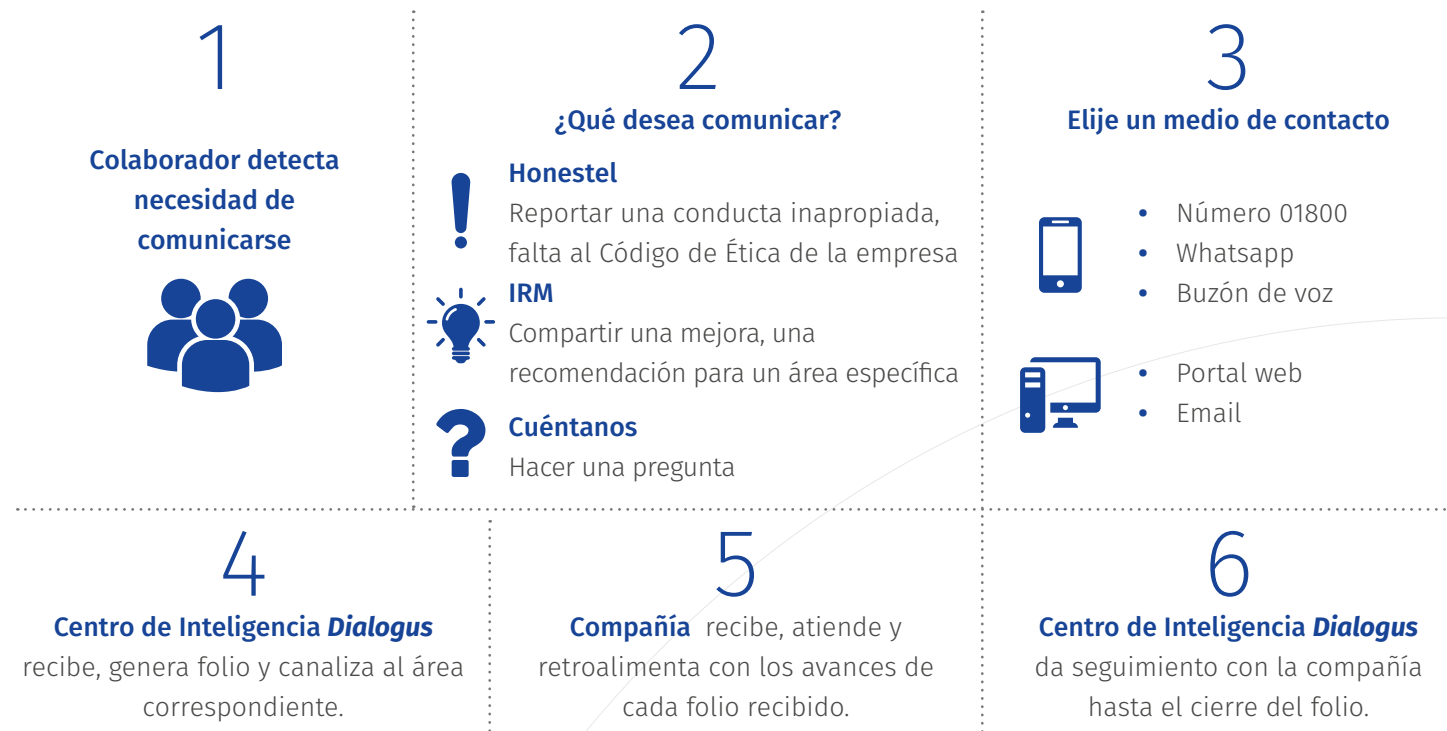 1
Colaborador detecta
necesidad de
comunicarse
2
¿Qué desea comunicar?
Honestel
Reportar una conducta inapropiada,
falta al Código de Ética de la empresa
IRM
Compartir una mejora, una
recomendación para un área específica
Cuéntanos
Hacer una pregunta
3
Elije un medio de contacto
• Número 01800
• Whatsapp
• Buzón de voz
• Portal web
• Email
4
Centro de Inteligencia Dialogus
recibe, genera folio y canaliza al área
correspondiente.
5
Compañía recibe, atiende y
retroalimenta con los avances de
cada folio recibido.
6
Centro de Inteligencia Dialogus
da seguimiento con la compañía
hasta el cierre del folio.